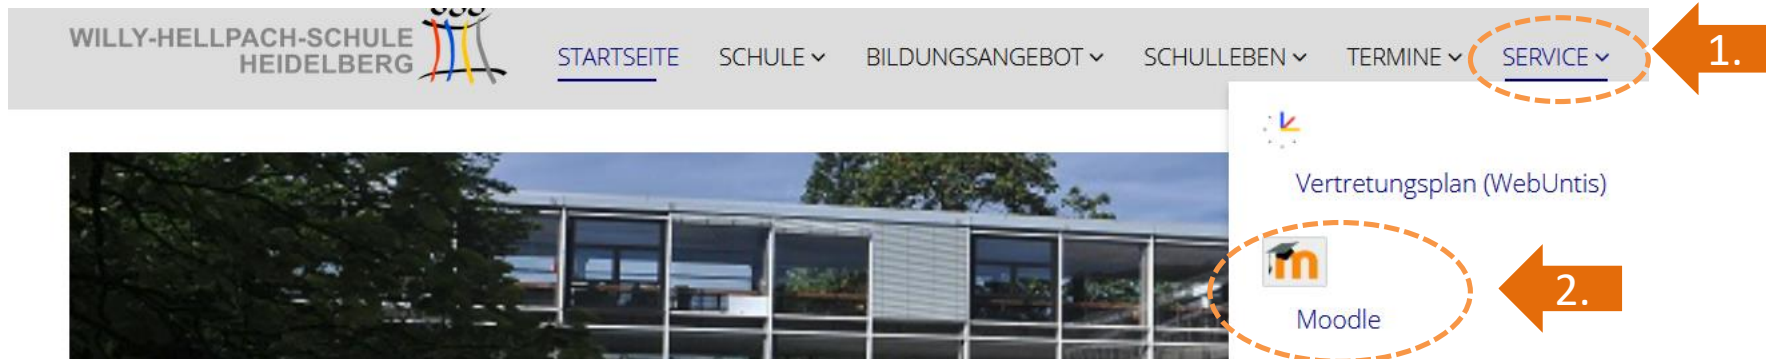 WILLY-HELLPACH-SCHULE
HEIDELBERG
STARTSEITE SCHULE BILDUNGSANGEBOT SCHULLEBEN TERMINE SERVICE
1.
Vertretungsplan (WebUntis)
m
Moodle
2.